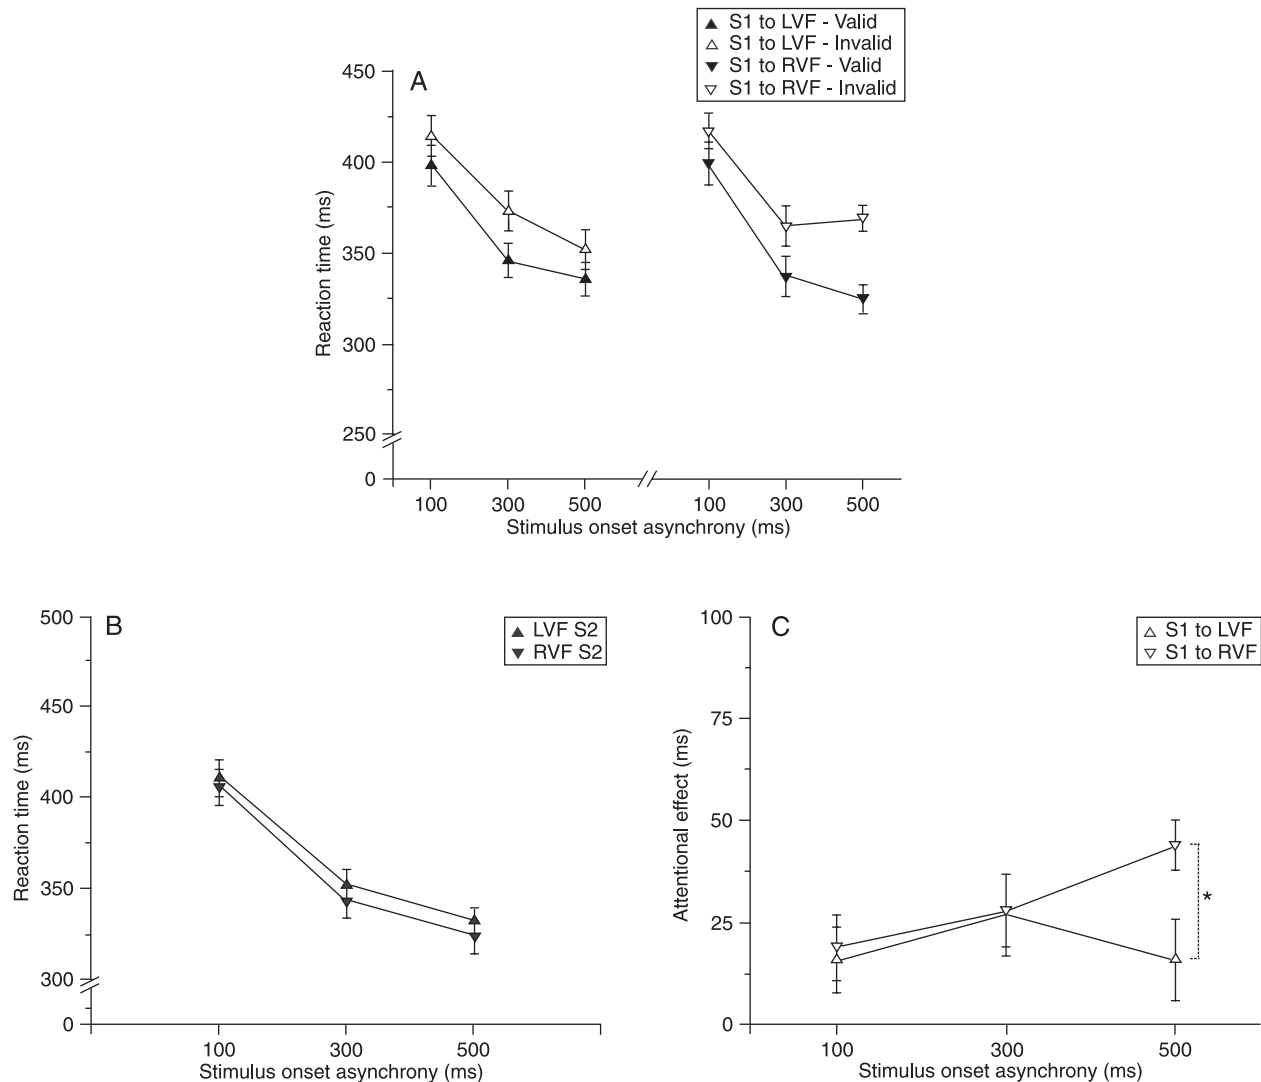 ▲ S1 to LVF - Valid
△ S1 to LVF - Invalid
▼ S1 to RVF - Valid
▽ S1 to RVF - Invalid
A
Reaction time (ms)
450
400
350
300
250
0
100 300 500 100 300 500
Stimulus onset asynchrony (ms)
B
▲ LVF S2
▼ RVF S2
Reaction time (ms)
500
450
400
350
300
0
100 300 500
Stimulus onset asynchrony (ms)
C
△ S1 to LVF
▽ S1 to RVF
Attentional effect (ms)
100
75
50
25
0
*
100 300 500
Stimulus onset asynchrony (ms)